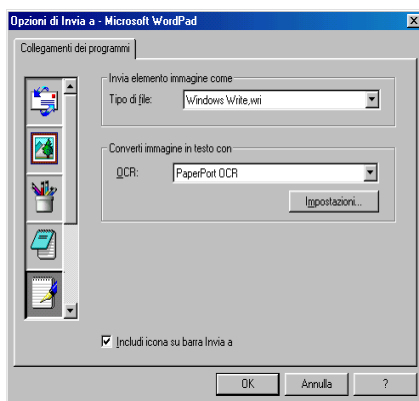 Opzioni di Invia a - Microsoft WordPad
Collegamenti dei programmi
Invia elemento immagine come
Tipo di file: Windows Write,wri
Converti immagine in testo con
OCR: PaperPort OCR
Impostazioni...
Includi icona su barra Invia a
OK Annulla ?